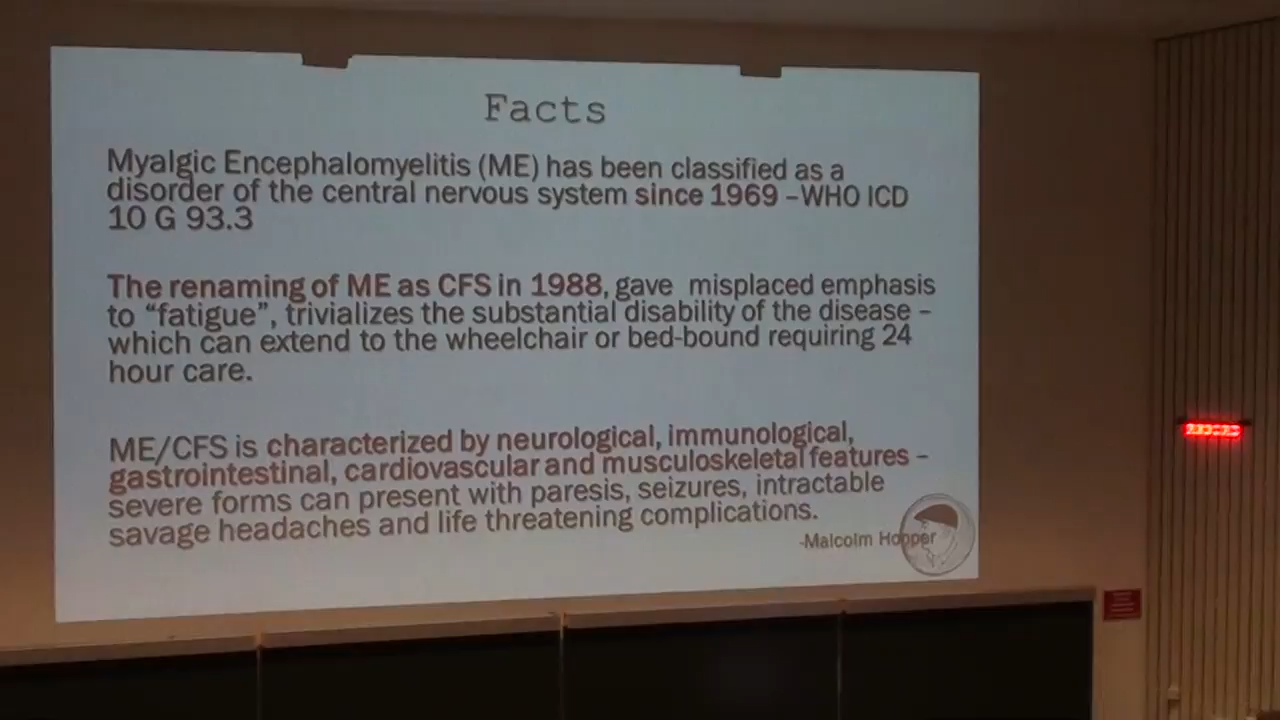 Facts
Myalgic Encephalomyelitis (ME) has been classified as a
disorder of the central nervous system since 1969 –WHO ICD
10 G 93.3
The renaming of ME as CFS in 1988, gave misplaced emphasis
to “fatigue”, trivializes the substantial disability of the disease –
which can extend to the wheelchair or bed-bound requiring 24
hour care.
ME/CFS is characterized by neurological, immunological,
gastrointestinal, cardiovascular and musculoskeletal features –
severe forms can present with paresis, seizures, intractable
savage headaches and life threatening complications.
-Malcolm Hooper